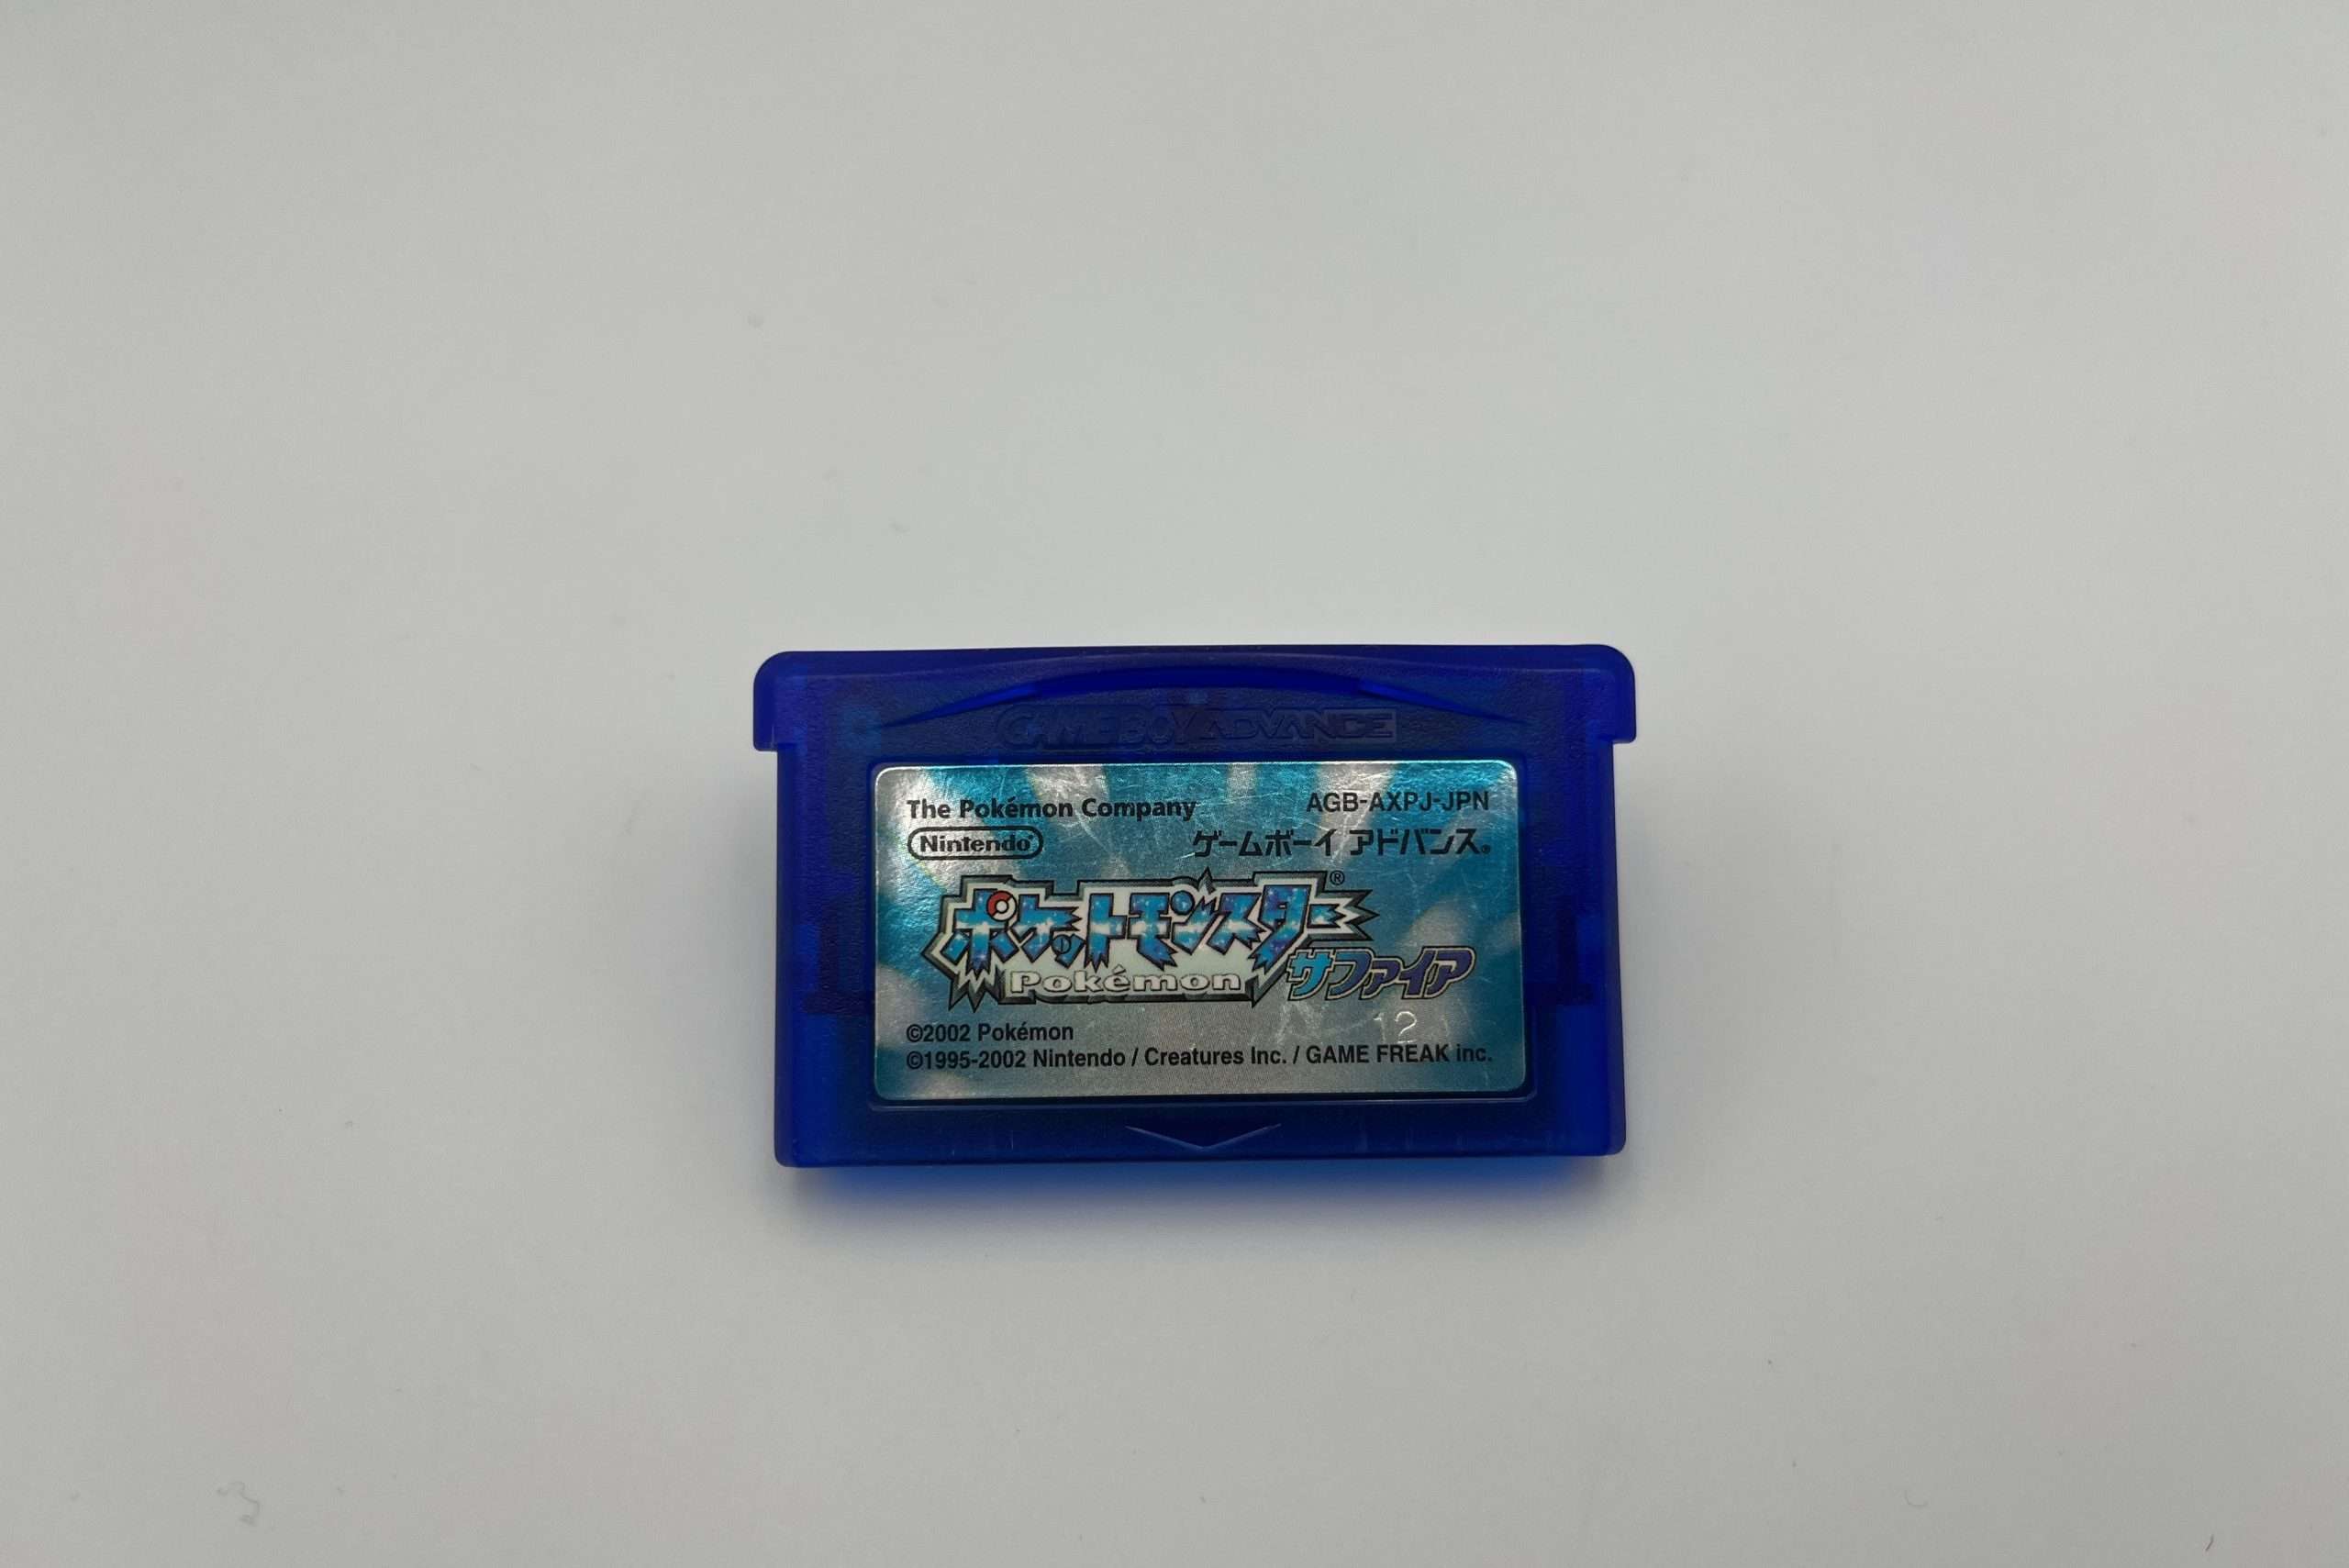 GAME BOY ADVANCE
The Pokémon Company
AGB-AXPJ-JPN
Nintendo®
ゲームボーイ アドバンス®
ポケットモンスター®
Pokémon
サファイア
12
©2002 Pokémon
©1995-2002 Nintendo / Creatures Inc. / GAME FREAK inc.